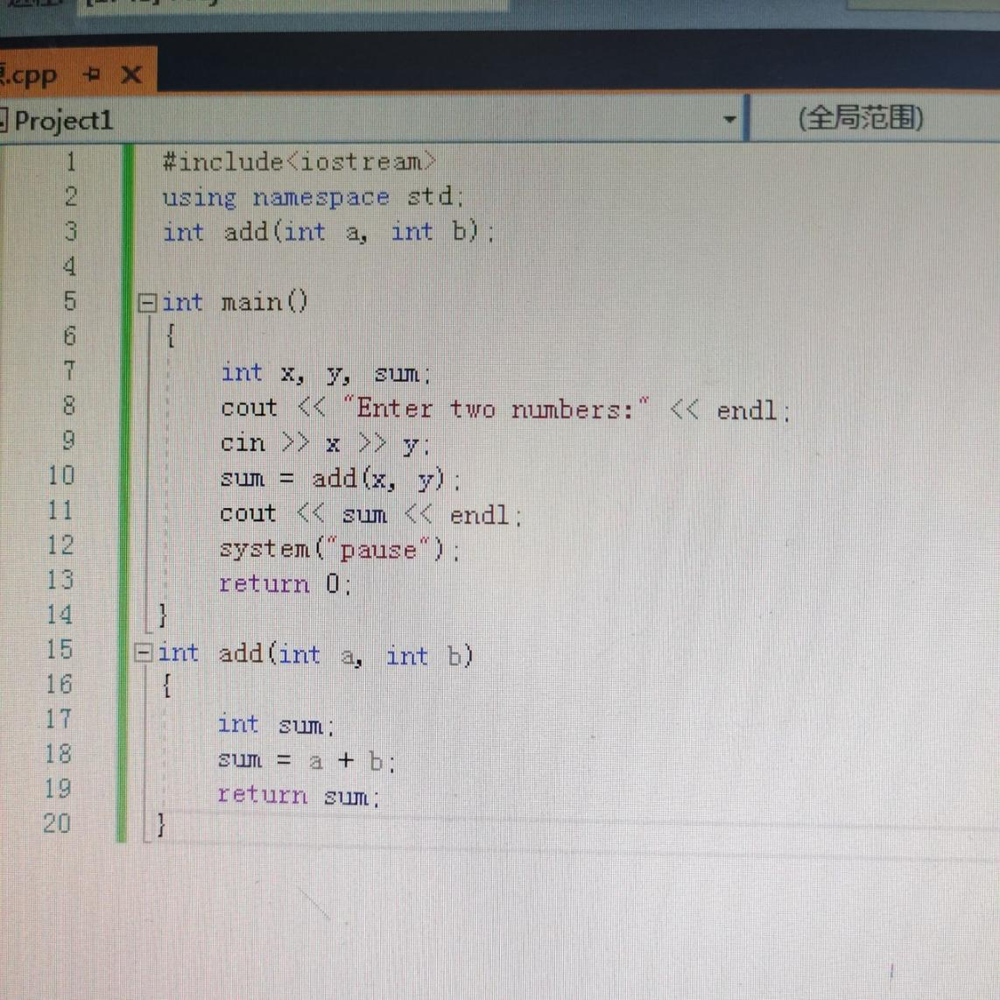 .cpp
Project1
(全局范围)
1 #include<iostream>
2 using namespace std;
3 int add(int a, int b);
4
5 int main()
6 {
7 int x, y, sum;
8 cout << "Enter two numbers:" << endl;
9 cin >> x >> y;
10 sum = add(x, y);
11 cout << sum << endl;
12 system("pause");
13 return 0;
14 }
15 int add(int a, int b)
16 {
17 int sum;
18 sum = a + b;
19 return sum;
20 }